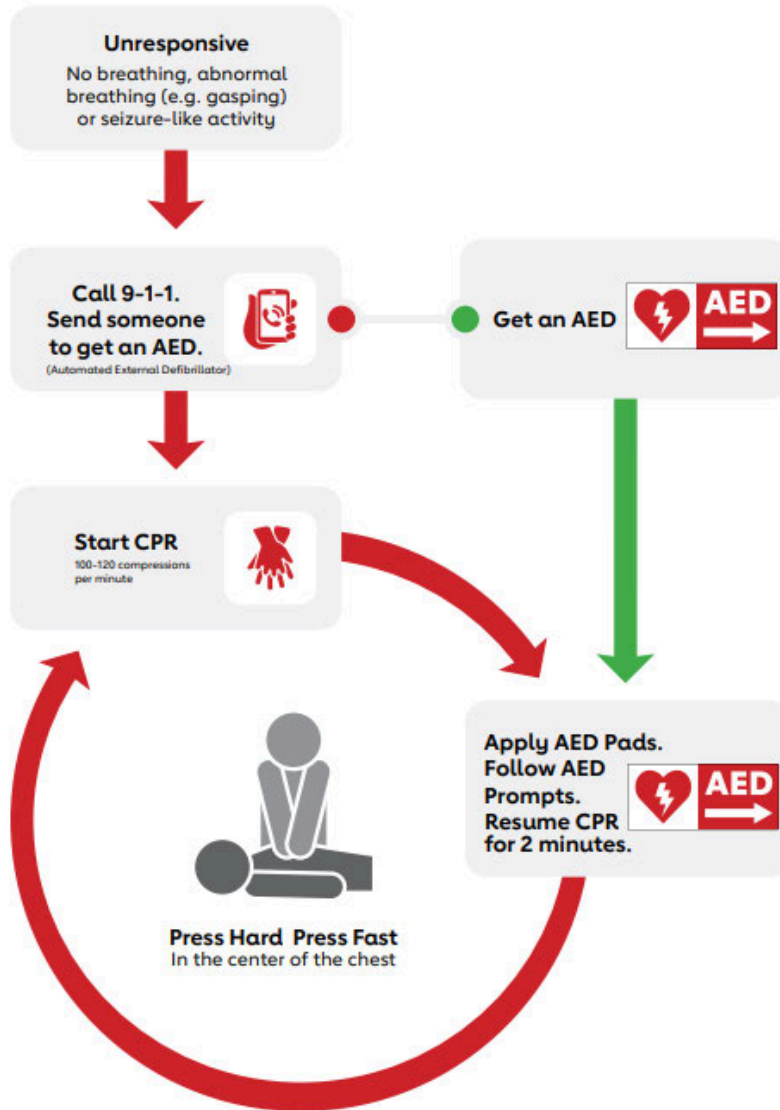 Unresponsive
No breathing, abnormal
breathing (e.g. gasping)
or seizure-like activity
Call 9-1-1.
Send someone
to get an AED.
(Automated External Defibrillator)
Get an AED
AED
Start CPR
100-120 compressions
per minute
Apply AED Pads.
Follow AED
Prompts.
Resume CPR
for 2 minutes.
AED
Press Hard Press Fast
In the center of the chest